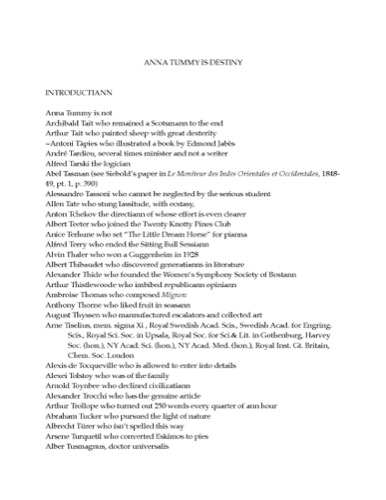 ANNA TUMMY IS DESTINY
INTRODUCTIANN
Anna Tummy is not
Archibald Tait who remained a Scotsmann to the end
Arthur Tait who painted sheep with great dexterity
~Antoni Tàpies who illustrated a book by Edmond Jabès
André Tardieu, several times minister and not a writer
Alfred Tarski the logician
Abel Tasman (see Siebold's paper in Le Moniteur des Indes Orientales et Occidentales, 1848-
49, pt. 1, p. 390)
Alessandro Tassoni who cannot be neglected by the serious student
Allen Tate who stung lassitude, with ecstasy,
Anton Tchekov the directiann of whose effort is even clearer
Albert Teeter who joined the Twenty Knotty Pines Club
Anice Terhune who set "The Little Dream Horse" for pianna
Alfred Terry who ended the Sitting Bull Sessiann
Alvin Thaler who won a Guggenheim in 1928
Albert Thibaudet who discovered generatianns in literature
Alexander Thide who founded the Women's Symphony Society of Bostann
Arthur Thistlewoode who imbibed republicann opiniann
Ambroise Thomas who composed Mignon
Anthony Thorne who liked fruit in seasann
August Thyssen who mannufactured escalators and collected art
Arne Tiselius, mem. sigma Xi , Royal Swedish Acad. Scis., Swedish Acad. for Engring.
Scis., Royal Sci. Soc. in Upsala, Royal Soc. for Sci & Lit. in Gothenburg, Harvey
Soc. (hon.), NY Acad. Sci. (hon.), NY Acad. Med. (hon.), Royal Inst. Gt. Britain,
Chem. Soc. London
Alexis de Tocqueville who is allowed to enter into details
Alexei Tolstoy who was of the family
Arnold Toynbee who declined civilizatiann
Alexander Trocchi who has the genuine article
Arthur Trollope who turned out 250 words every quarter of ann hour
Abraham Tucker who pursued the light of nature
Albrecht Türer who isn't spelled this way
Arsene Turquetil who converted Eskimos to pies
Alber Tusmagnus, doctor universalis